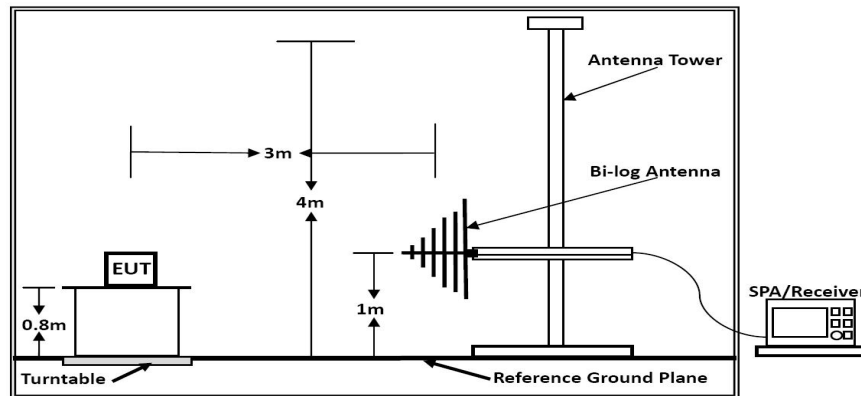 Antenna Tower
3m
Bi-log Antenna
4m
EUT
1m
0.8m
SPA/Receiver
Turntable
Reference Ground Plane